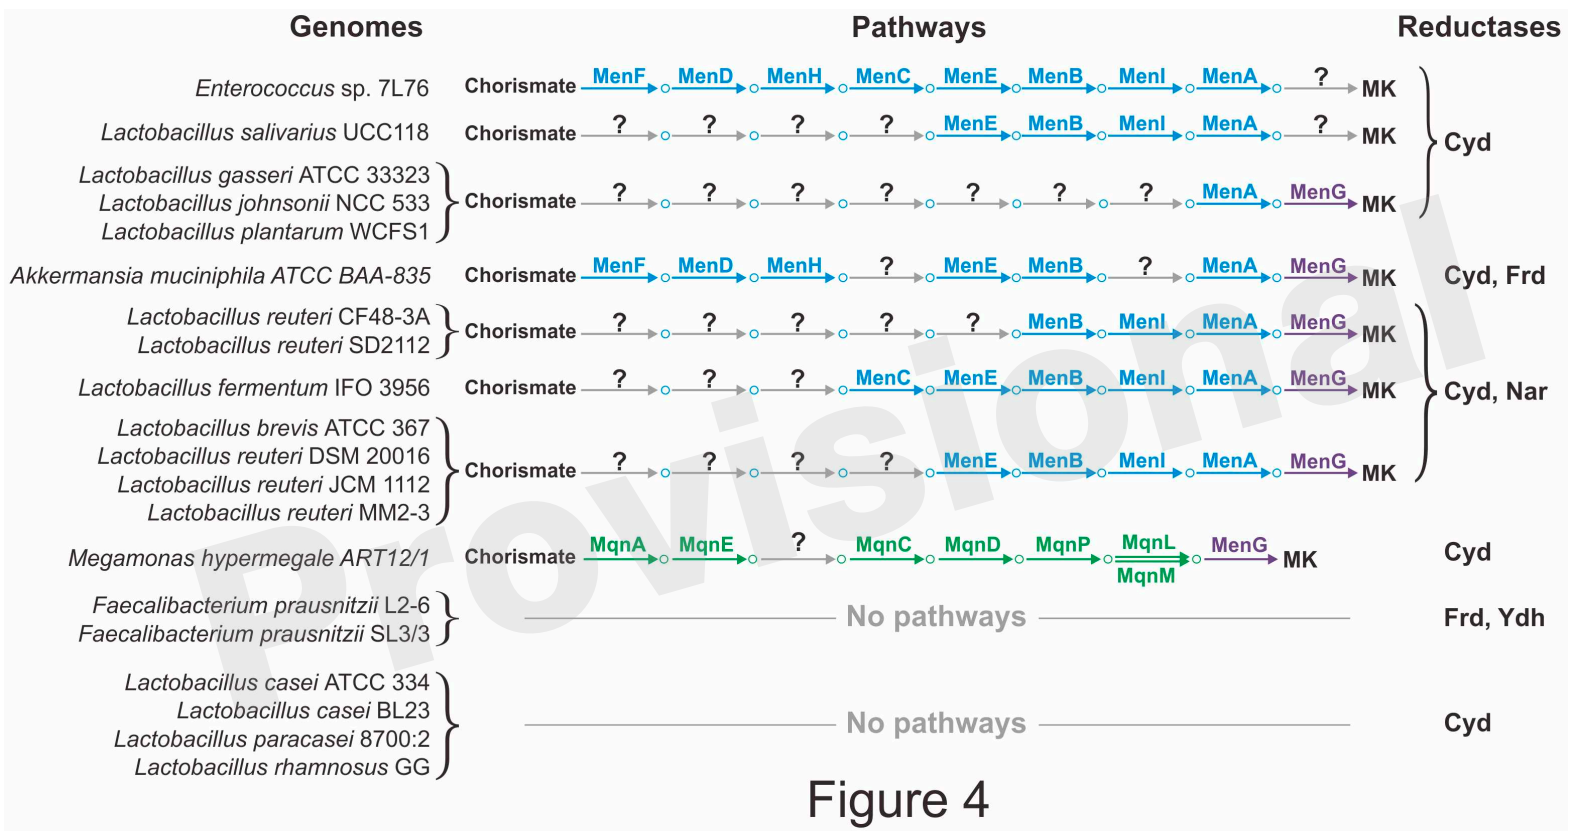 Genomes Pathways Reductases
Enterococcus sp. 7L76 Chorismate MenF MenD MenH MenC MenE MenB MenI MenA ? MK
Lactobacillus salivarius UCC118 Chorismate ? ? ? ? MenE MenB MenI MenA ? MK
Cyd
Lactobacillus gasseri ATCC 33323
Lactobacillus johnsonii NCC 533 Chorismate ? ? ? ? ? ? ? MenA MenG MK
Lactobacillus plantarum WCFS1
Akkermansia muciniphila ATCC BAA-835 Chorismate MenF MenD MenH ? MenE MenB ? MenA MenG MK Cyd, Frd
Lactobacillus reuteri CF48-3A
Lactobacillus reuteri SD2112
Chorismate ? ? ? ? ? MenB MenI MenA MenG MK
Lactobacillus fermentum IFO 3956 Chorismate ? ? ? MenC MenE MenB MenI MenA MenG MK
Cyd, Nar
Lactobacillus brevis ATCC 367
Lactobacillus reuteri DSM 20016
Lactobacillus reuteri JCM 1112
Lactobacillus reuteri MM2-3
Chorismate ? ? ? ? MenE MenB MenI MenA MenG MK
Megamonas hypermegale ART12/1 Chorismate MqnA MqnE ? MqnC MqnD MqnP MqnL MenG MK Cyd
MqnM
Faecalibacterium prausnitzii L2-6
Faecalibacterium prausnitzii SL3/3
No pathways Frd, Ydh
Lactobacillus casei ATCC 334
Lactobacillus casei BL23
Lactobacillus paracasei 8700:2
Lactobacillus rhamnosus GG
No pathways Cyd
Provisional
Figure 4